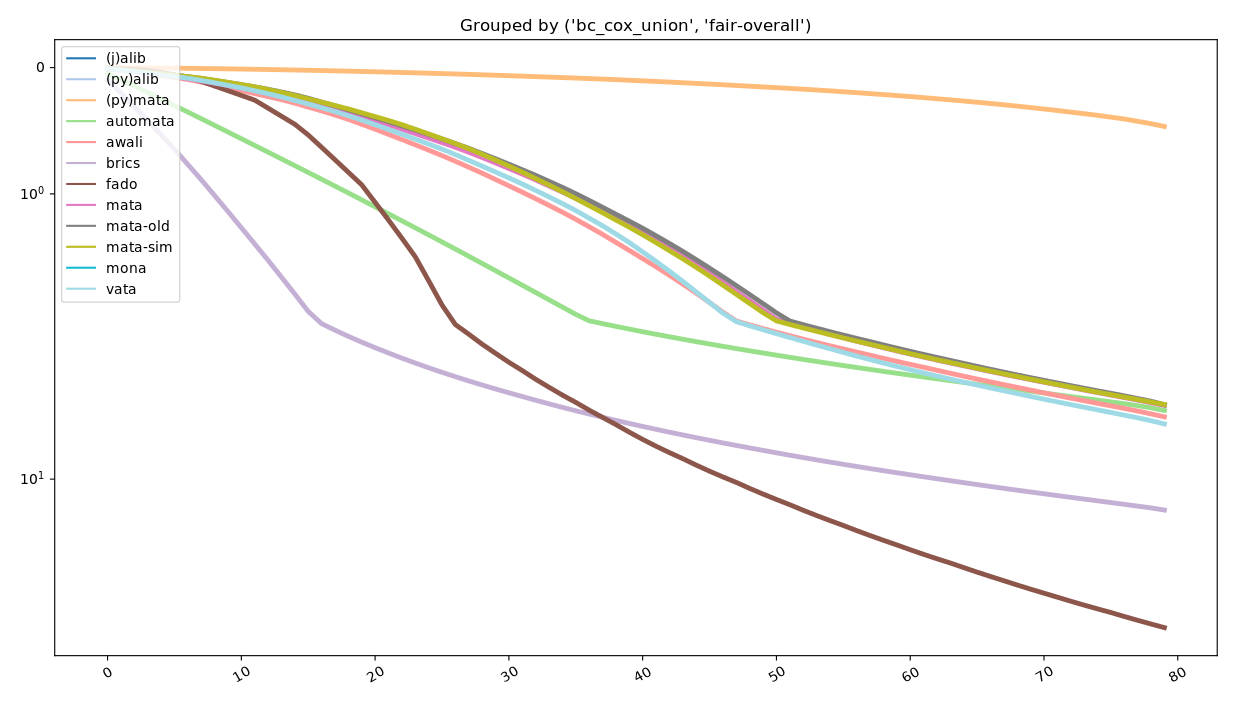 Grouped by ('bc_cox_union', 'fair-overall')
0
10⁰
10¹
(j)alib
(py)alib
(py)mata
automata
awali
brics
fado
mata
mata-old
mata-sim
mona
vata
0
10
20
30
40
50
60
70
80